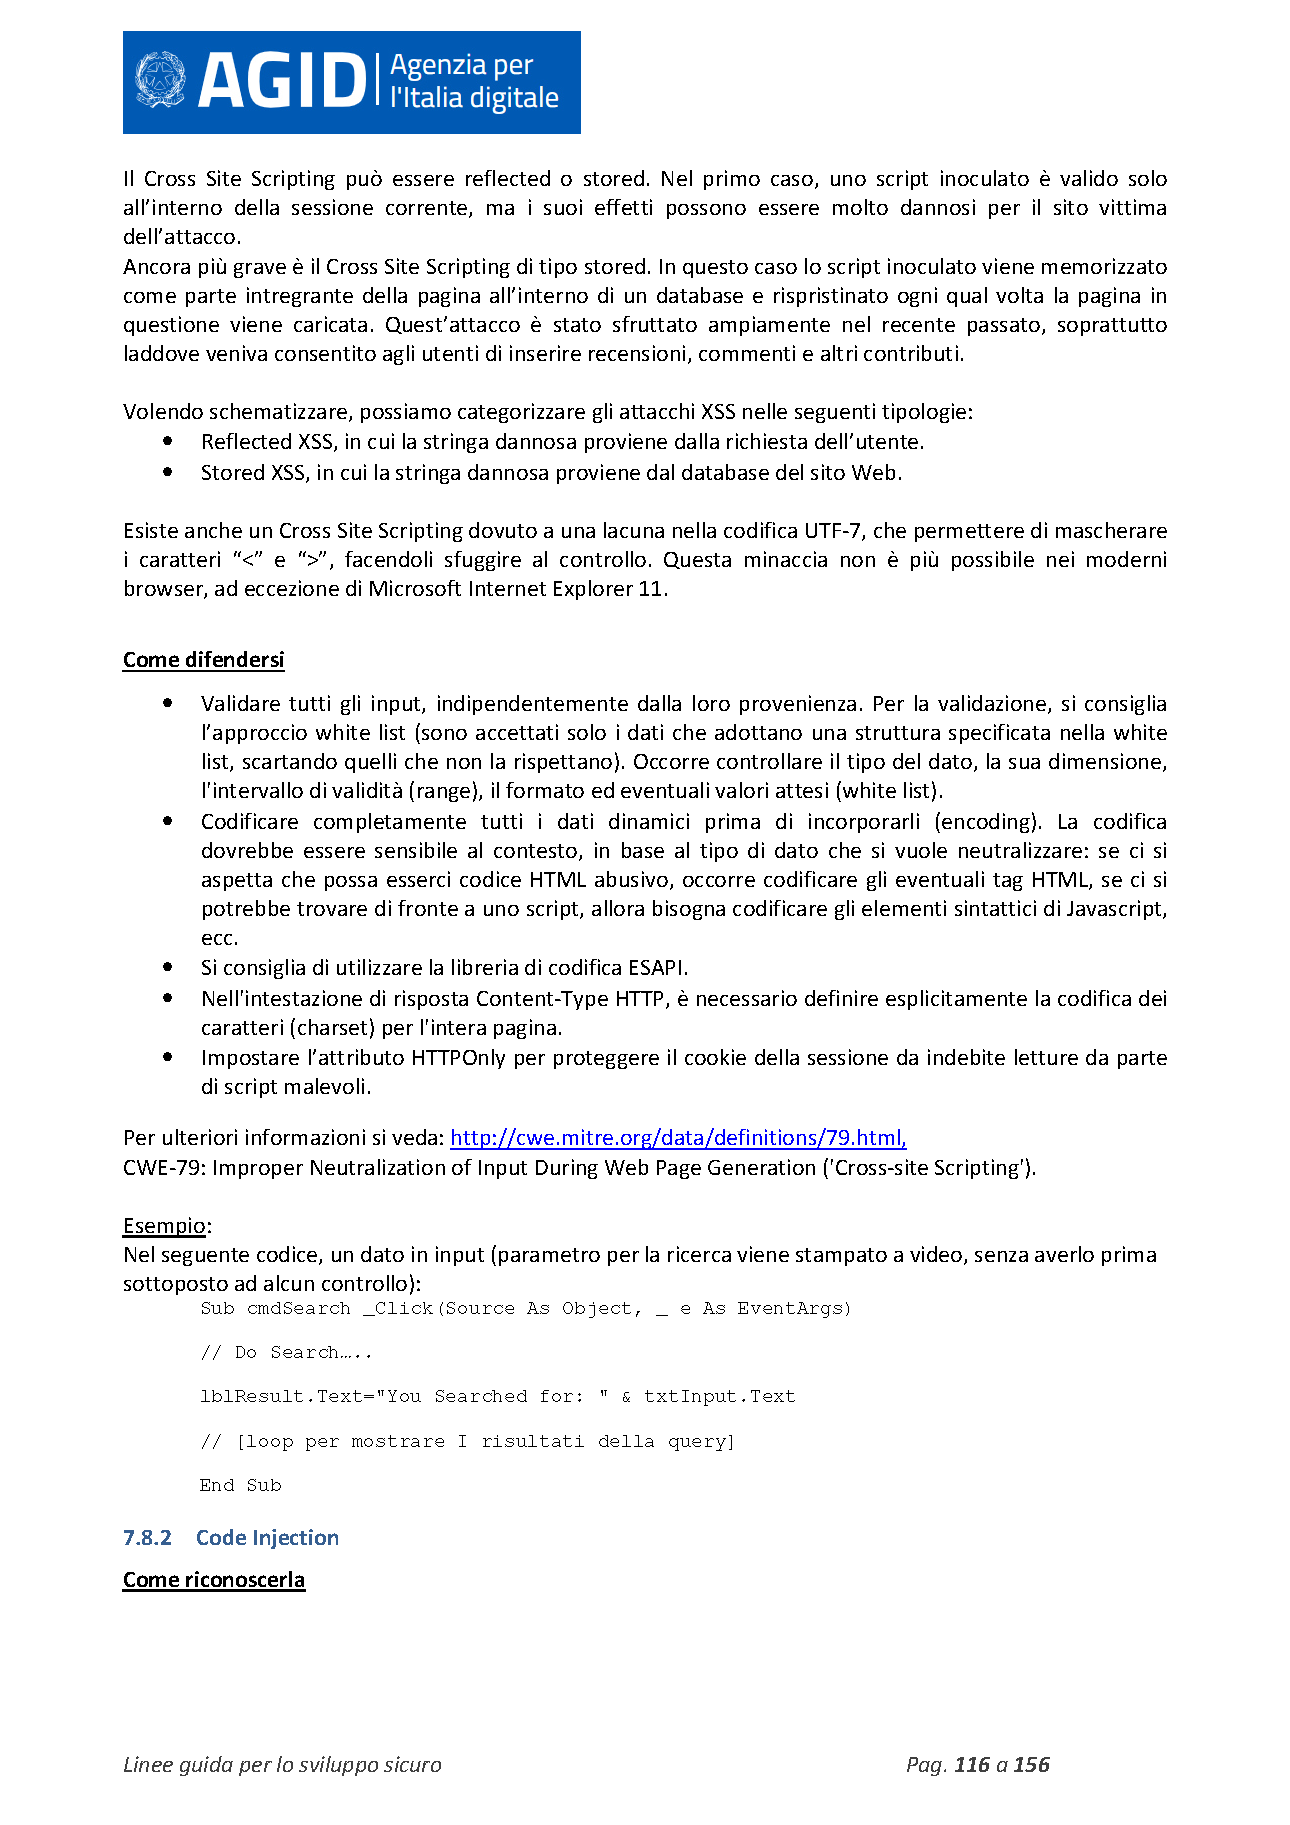 AGID Agenzia per
l'Italia digitale
Il Cross Site Scripting può essere reflected o stored. Nel primo caso, uno script inoculato è valido solo
all’interno della sessione corrente, ma i suoi effetti possono essere molto dannosi per il sito vittima
dell’attacco.
Ancora più grave è il Cross Site Scripting di tipo stored. In questo caso lo script inoculato viene memorizzato
come parte intregrante della pagina all’interno di un database e rispristinato ogni qual volta la pagina in
questione viene caricata. Quest’attacco è stato sfruttato ampiamente nel recente passato, soprattutto
laddove veniva consentito agli utenti di inserire recensioni, commenti e altri contributi.
Volendo schematizzare, possiamo categorizzare gli attacchi XSS nelle seguenti tipologie:
• Reflected XSS, in cui la stringa dannosa proviene dalla richiesta dell’utente.
• Stored XSS, in cui la stringa dannosa proviene dal database del sito Web.
Esiste anche un Cross Site Scripting dovuto a una lacuna nella codifica UTF-7, che permettere di mascherare
i caratteri “<” e “>”, facendoli sfuggire al controllo. Questa minaccia non è più possibile nei moderni
browser, ad eccezione di Microsoft Internet Explorer 11.
Come difendersi
• Validare tutti gli input, indipendentemente dalla loro provenienza. Per la validazione, si consiglia
l’approccio white list (sono accettati solo i dati che adottano una struttura specificata nella white
list, scartando quelli che non la rispettano). Occorre controllare il tipo del dato, la sua dimensione,
l'intervallo di validità (range), il formato ed eventuali valori attesi (white list).
• Codificare completamente tutti i dati dinamici prima di incorporarli (encoding). La codifica
dovrebbe essere sensibile al contesto, in base al tipo di dato che si vuole neutralizzare: se ci si
aspetta che possa esserci codice HTML abusivo, occorre codificare gli eventuali tag HTML, se ci si
potrebbe trovare di fronte a uno script, allora bisogna codificare gli elementi sintattici di Javascript,
ecc.
• Si consiglia di utilizzare la libreria di codifica ESAPI.
• Nell'intestazione di risposta Content-Type HTTP, è necessario definire esplicitamente la codifica dei
caratteri (charset) per l'intera pagina.
• Impostare l’attributo HTTPOnly per proteggere il cookie della sessione da indebite letture da parte
di script malevoli.
Per ulteriori informazioni si veda: http://cwe.mitre.org/data/definitions/79.html,
CWE-79: Improper Neutralization of Input During Web Page Generation ('Cross-site Scripting').
Esempio:
Nel seguente codice, un dato in input (parametro per la ricerca viene stampato a video, senza averlo prima
sottoposto ad alcun controllo):
Sub cmdSearch _Click(Source As Object, _ e As EventArgs)
// Do Search…..
lblResult.Text="You Searched for: " & txtInput.Text
// [loop per mostrare I risultati della query]
End Sub
7.8.2 Code Injection
Come riconoscerla
Linee guida per lo sviluppo sicuro Pag. 116 a 156